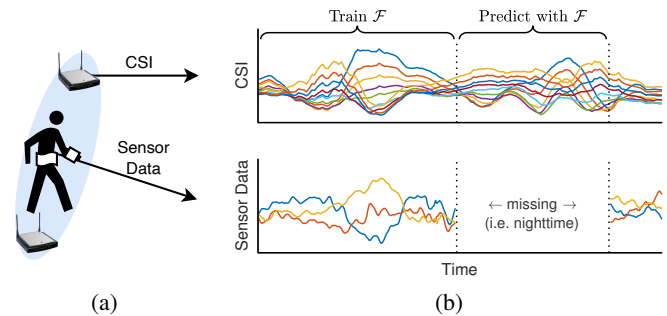 CSI
Sensor
Data
(a)
Train ℱ
Predict with ℱ
CSI
Sensor Data
← missing →
(i.e. nighttime)
Time
(b)